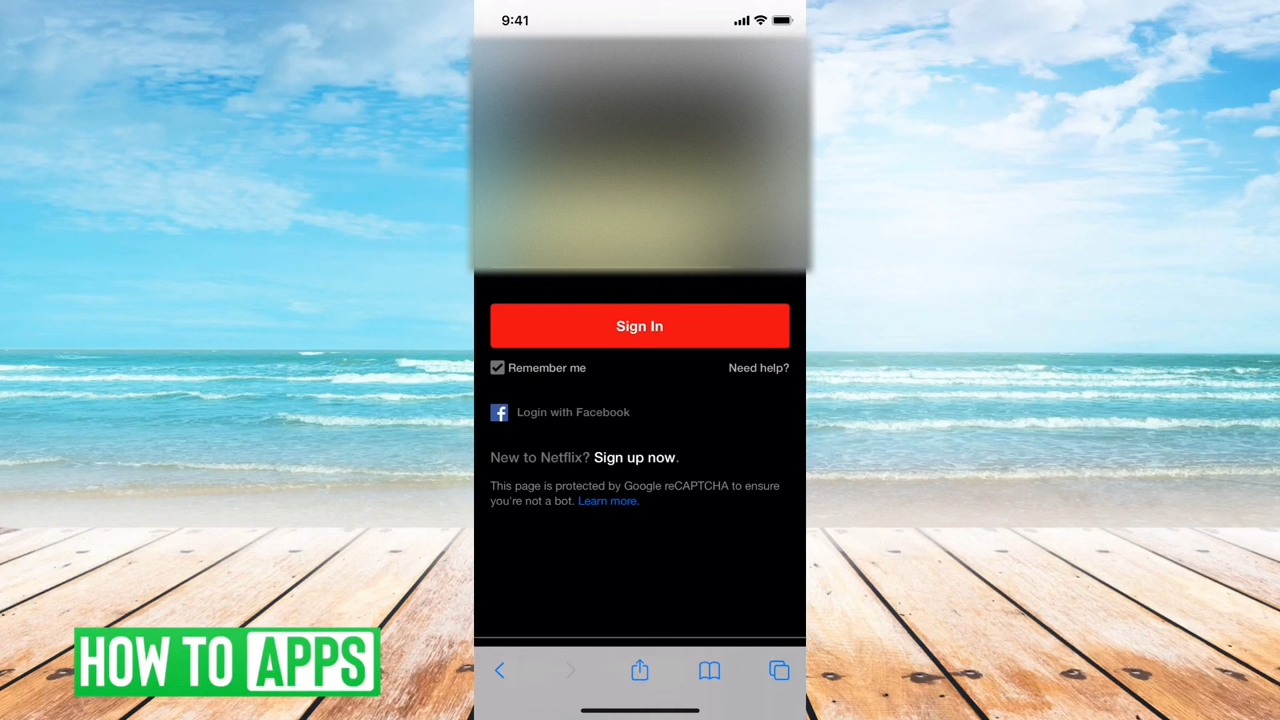 9:41
Sign In
Remember me
Need help?
Login with Facebook
New to Netflix? Sign up now.
This page is protected by Google reCAPTCHA to ensure
you're not a bot. Learn more.
HOW TO APPS